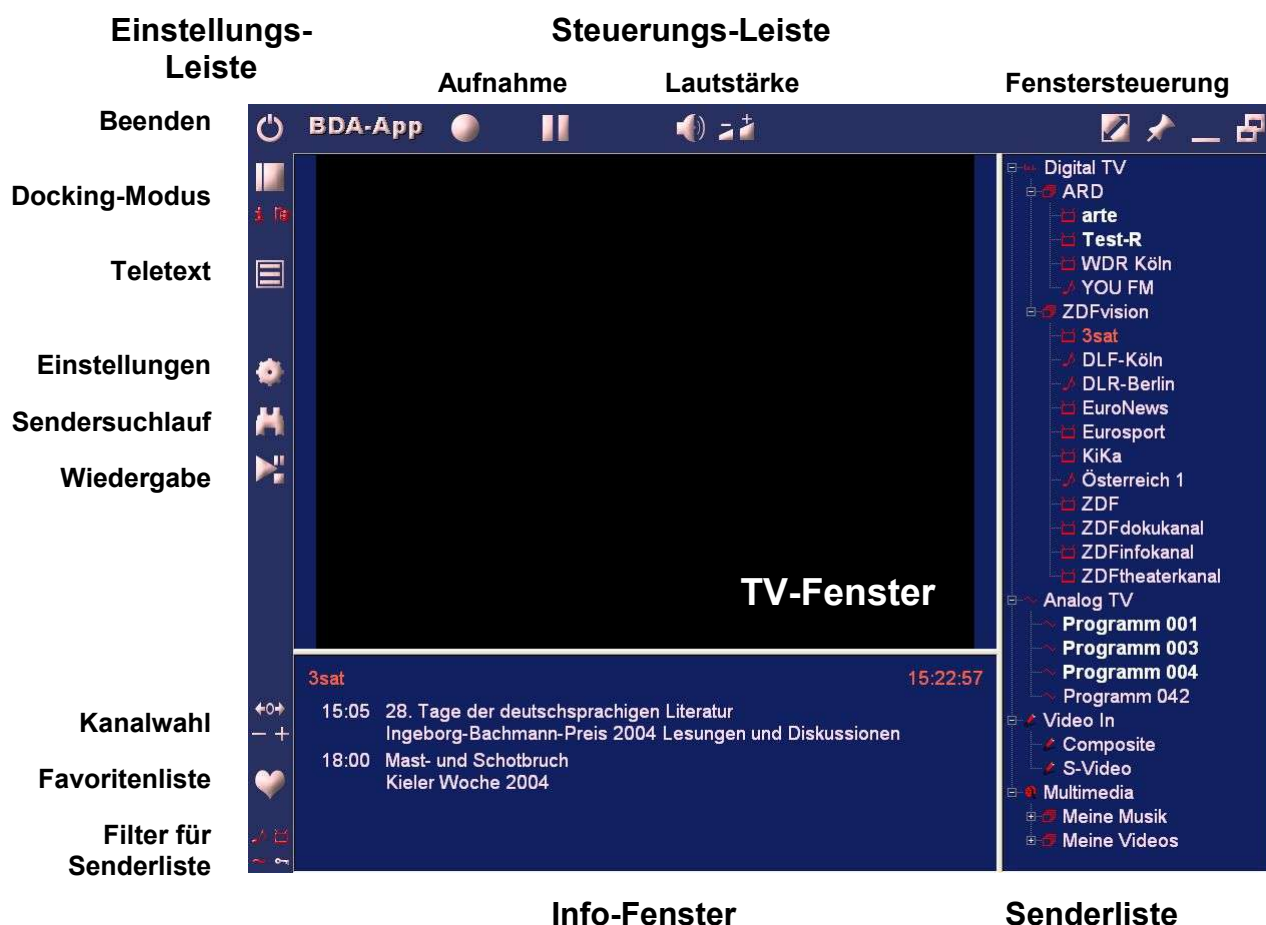 Einstellungs-
Leiste
Steuerungs-Leiste
Aufnahme
Lautstärke
Fenstersteuerung
Beenden
Docking-Modus
Teletext
Einstellungen
Sendersuchlauf
Wiedergabe
Kanalwahl
Favoritenliste
Filter für
Senderliste
BDA-App
TV-Fenster
3sat 15:22:57
15:05 28. Tage der deutschsprachigen Literatur
Ingeborg-Bachmann-Preis 2004 Lesungen und Diskussionen
18:00 Mast- und Schotbruch
Kieler Woche 2004
Digital TV
ARD
arte
Test-R
WDR Köln
YOU FM
ZDFvision
3sat
DLF-Köln
DLR-Berlin
EuroNews
Eurosport
KiKa
Österreich 1
ZDF
ZDFdokukanal
ZDFinfokanal
ZDFtheaterkanal
Analog TV
Programm 001
Programm 003
Programm 004
Programm 042
Video In
Composite
S-Video
Multimedia
Meine Musik
Meine Videos
Info-Fenster
Senderliste